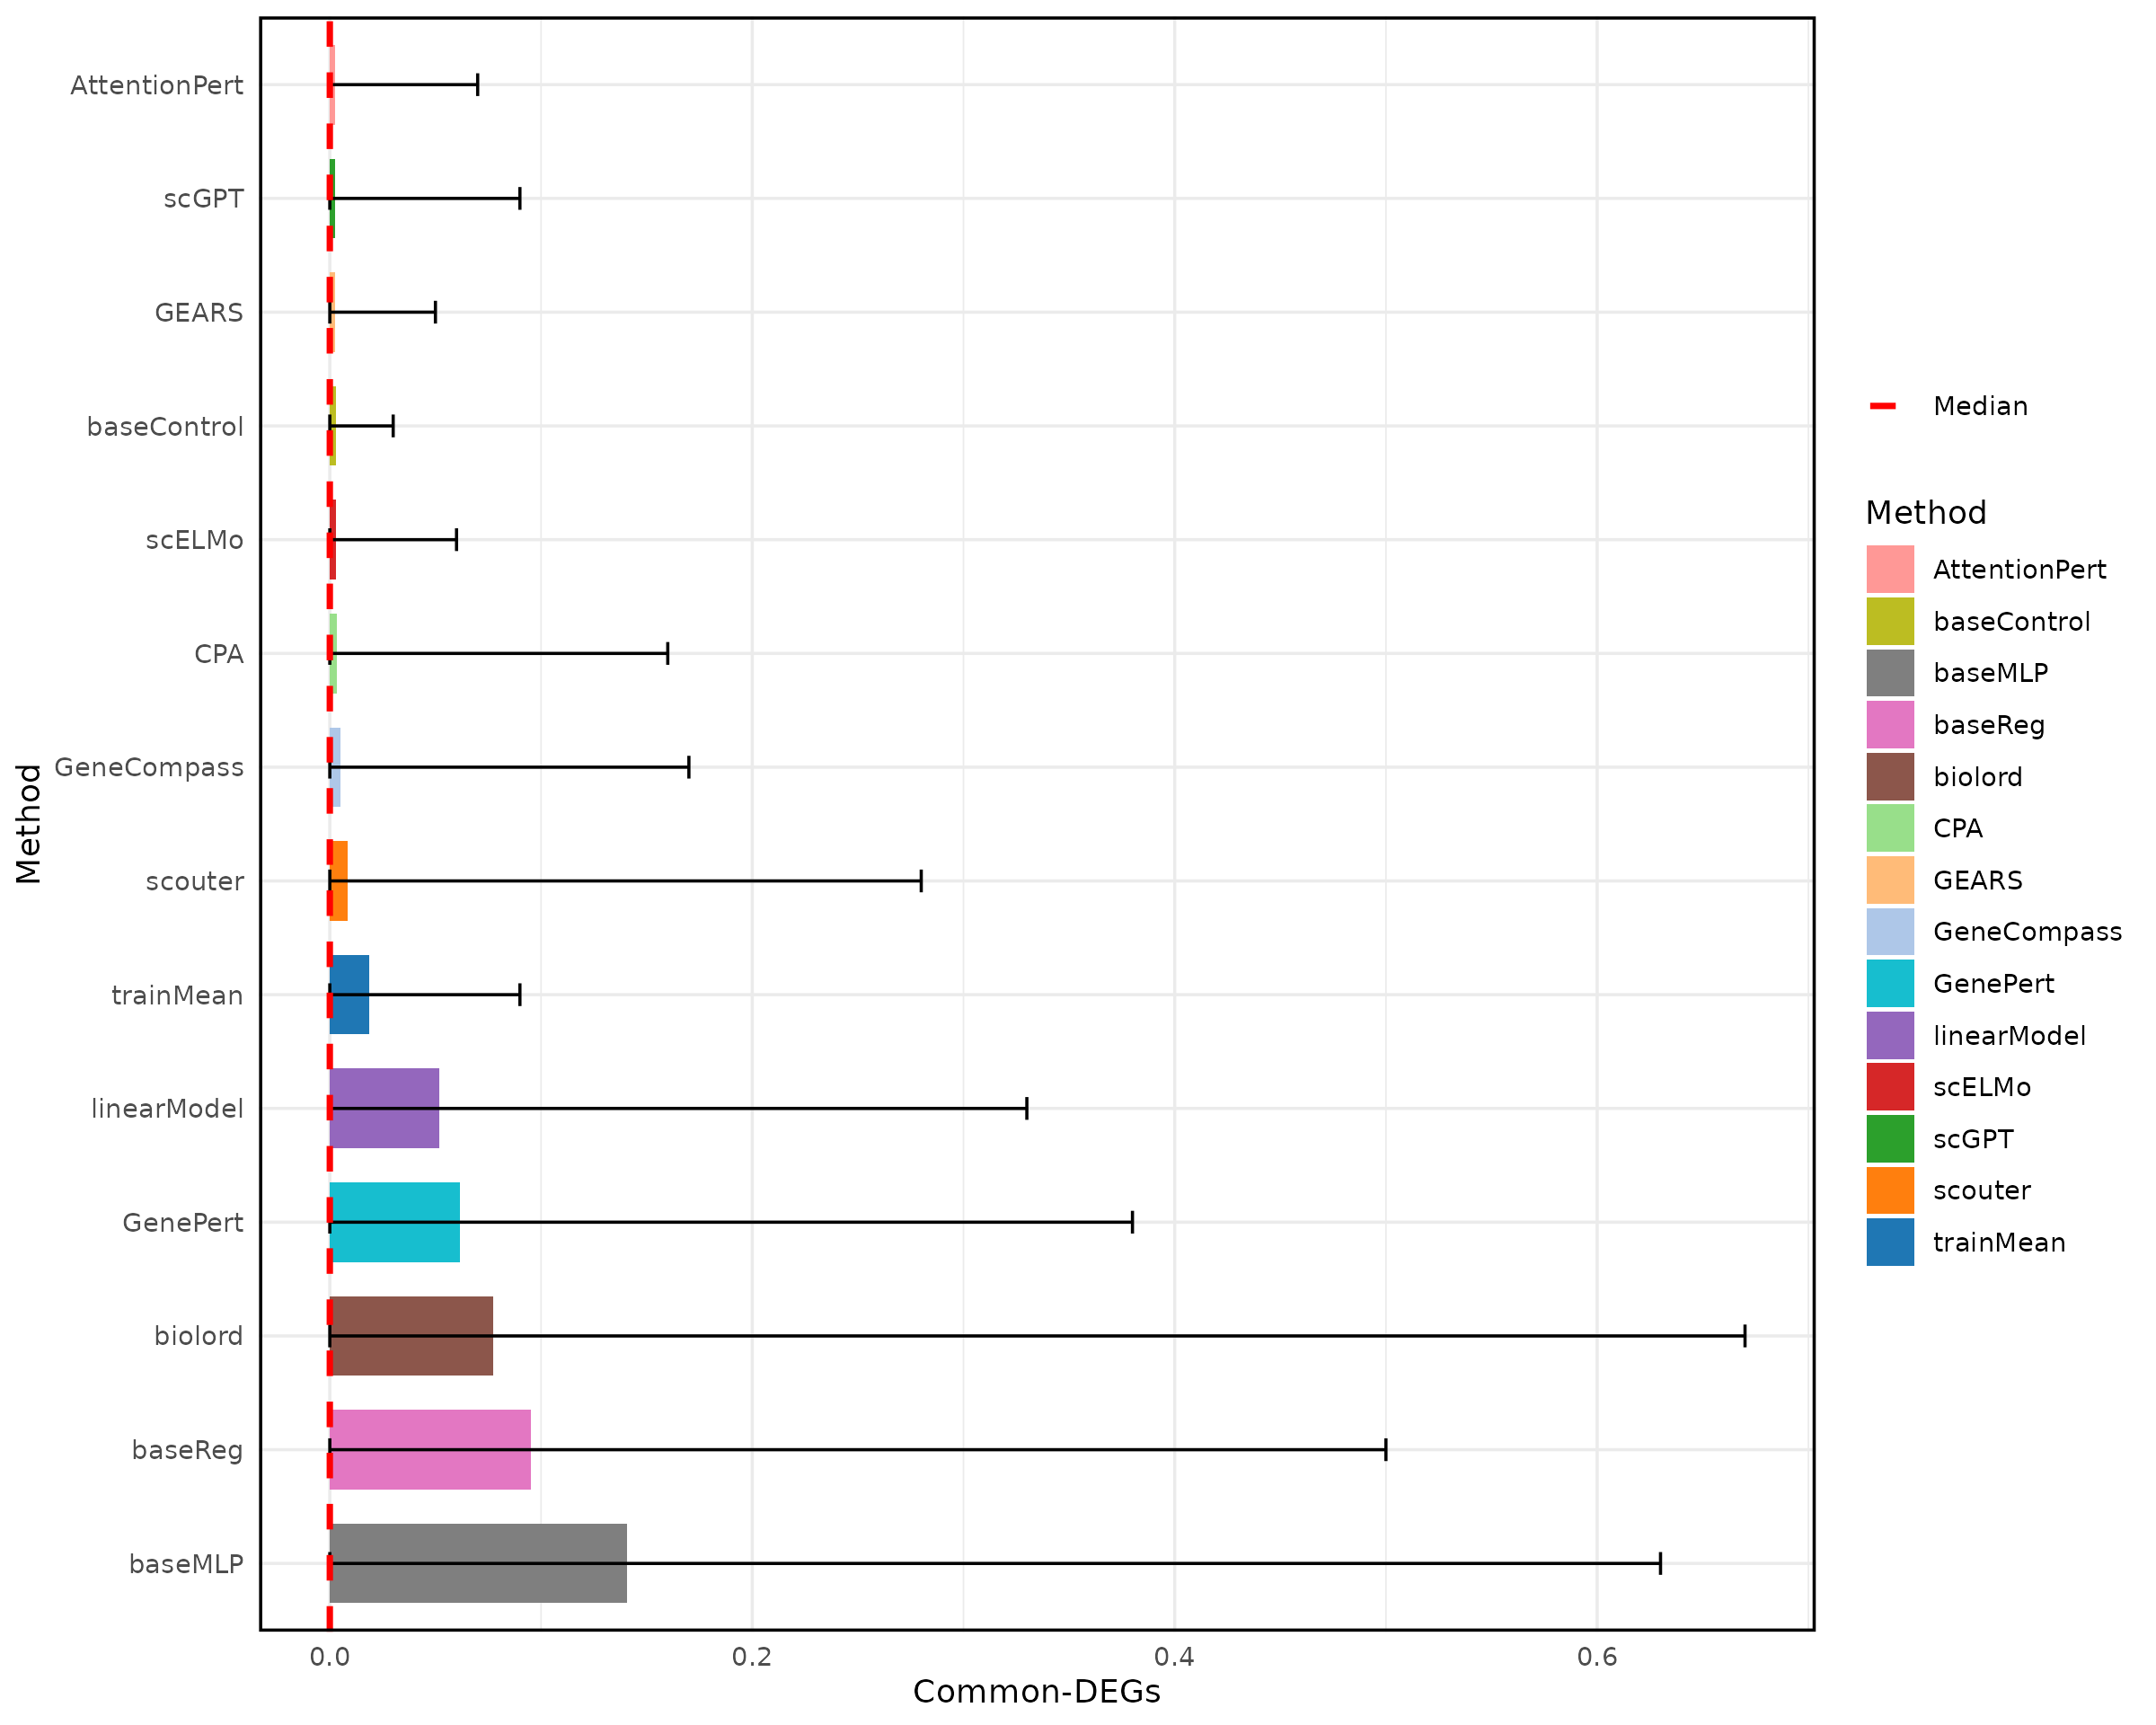 Method
AttentionPert
scGPT
GEARS
baseControl
scELMo
CPA
GeneCompass
scouter
trainMean
linearModel
GenePert
biolord
baseReg
baseMLP
0.0
0.2
0.4
0.6
Common-DEGs
Median
Method
AttentionPert
baseControl
baseMLP
baseReg
biolord
CPA
GEARS
GeneCompass
GenePert
linearModel
scELMo
scGPT
scouter
trainMean